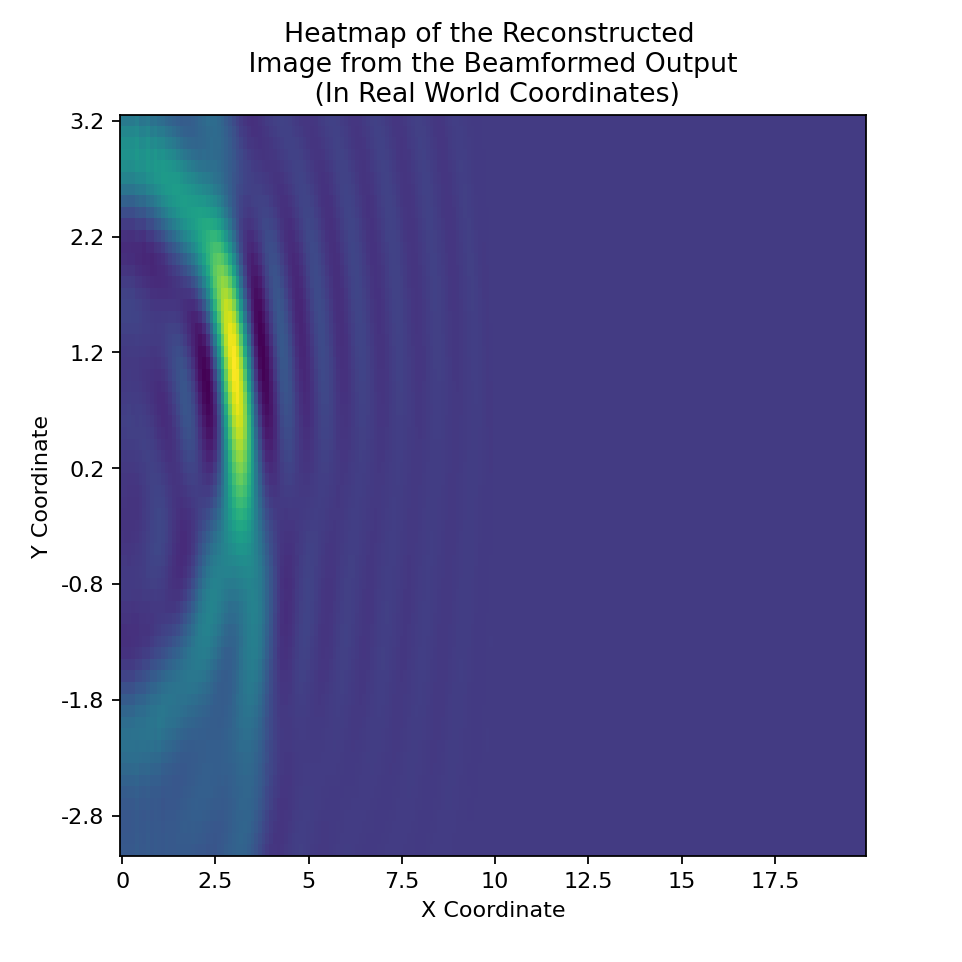 Heatmap of the Reconstructed
Image from the Beamformed Output
(In Real World Coordinates)
3.2
2.2
1.2
0.2
-0.8
-1.8
-2.8
Y Coordinate
0 2.5 5 7.5 10 12.5 15 17.5
X Coordinate